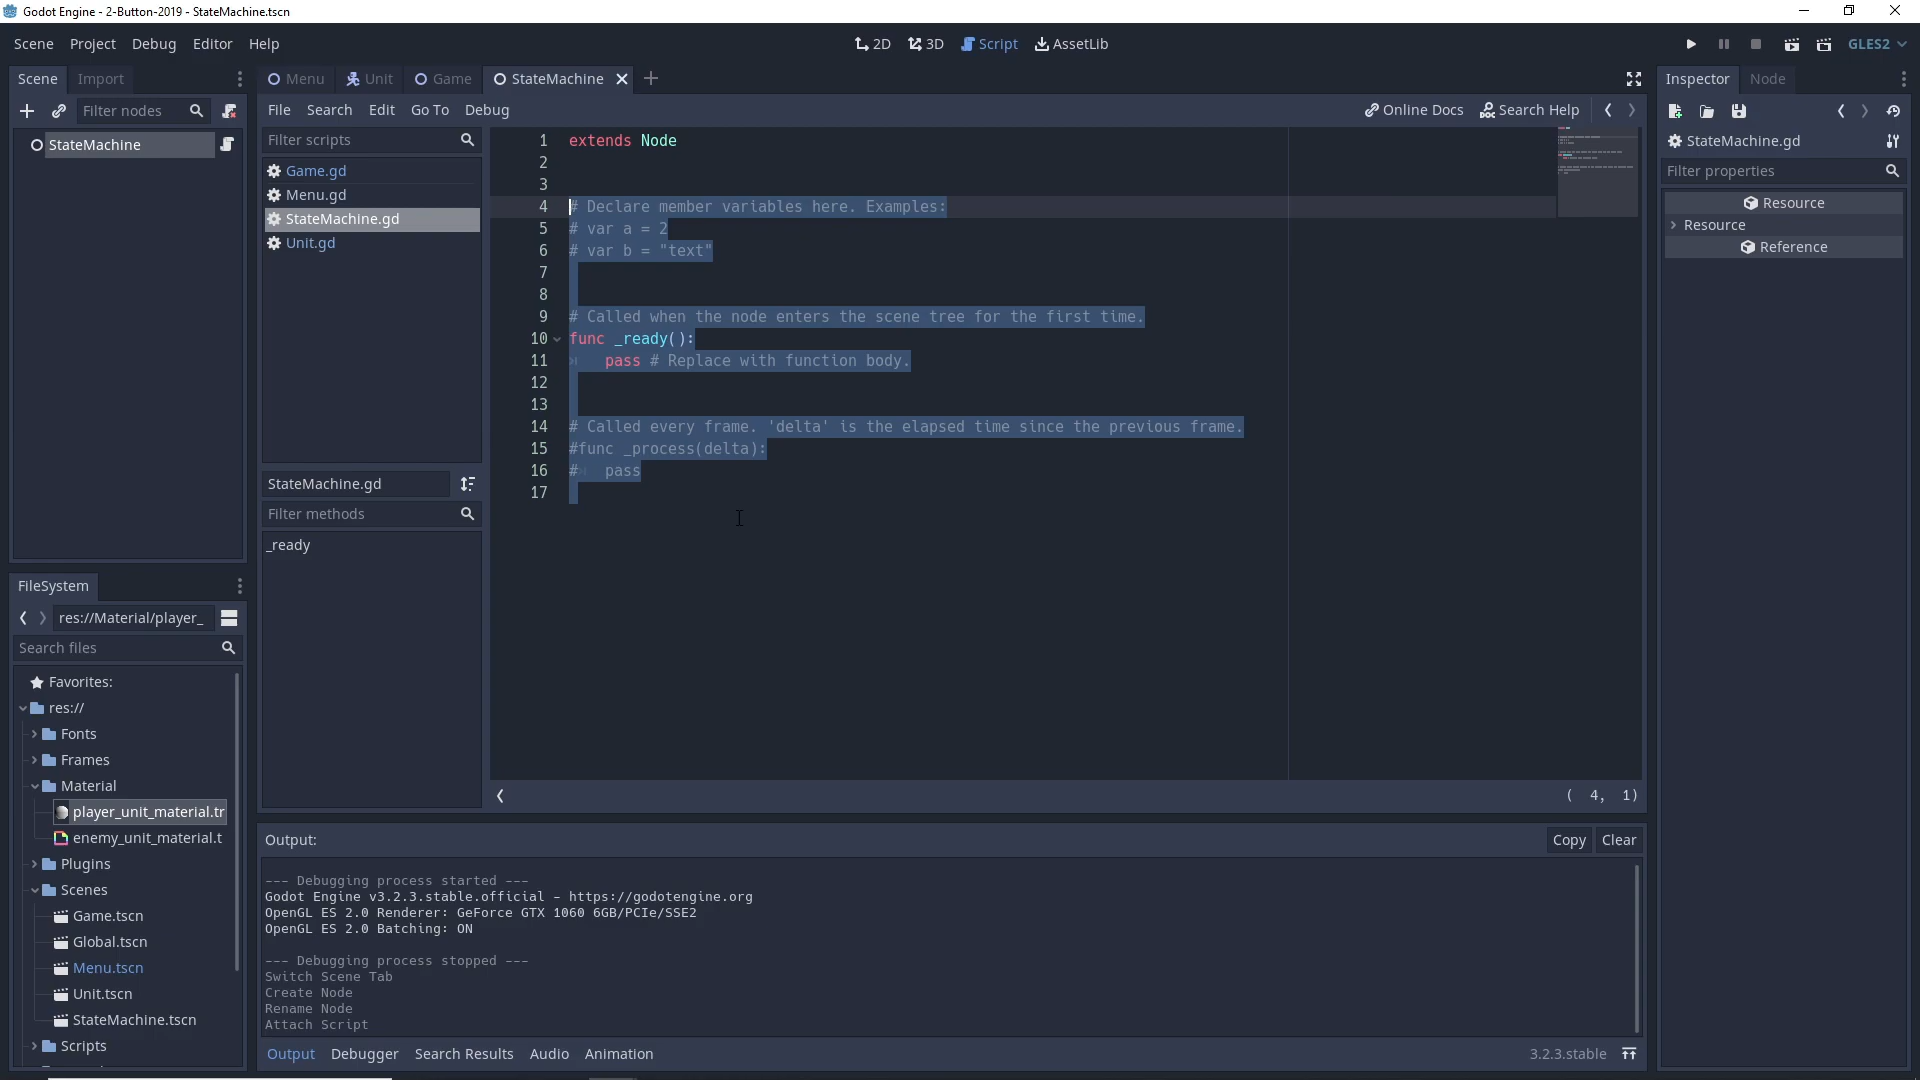 Godot Engine - 2-Button-2019 - StateMachine.tscn
Scene Project Debug Editor Help
2D 3D Script AssetLib
GLES2
Scene Import
Filter nodes
StateMachine
FileSystem
res://Material/player_
Search files
Favorites:
res://
Fonts
Frames
Material
player_unit_material.tr
enemy_unit_material.t
Plugins
Scenes
Game.tscn
Global.tscn
Menu.tscn
Unit.tscn
StateMachine.tscn
Scripts
Menu Unit Game StateMachine
File Search Edit Go To Debug
Online Docs Search Help
Filter scripts
Game.gd
Menu.gd
StateMachine.gd
Unit.gd
StateMachine.gd
Filter methods
_ready
1 extends Node
2
3
4 # Declare member variables here. Examples:
5 # var a = 2
6 # var b = "text"
7
8
9 # Called when the node enters the scene tree for the first time.
10 func _ready():
11 pass # Replace with function body.
12
13
14 # Called every frame. 'delta' is the elapsed time since the previous frame.
15 #func _process(delta):
16 # pass
17
( 4, 1)
Output:
Copy Clear
--- Debugging process started ---
Godot Engine v3.2.3.stable.official - https://godotengine.org
OpenGL ES 2.0 Renderer: GeForce GTX 1060 6GB/PCIe/SSE2
OpenGL ES 2.0 Batching: ON
--- Debugging process stopped ---
Switch Scene Tab
Create Node
Rename Node
Attach Script
Output Debugger Search Results Audio Animation
3.2.3.stable
Inspector Node
StateMachine.gd
Filter properties
Resource
Resource
Reference